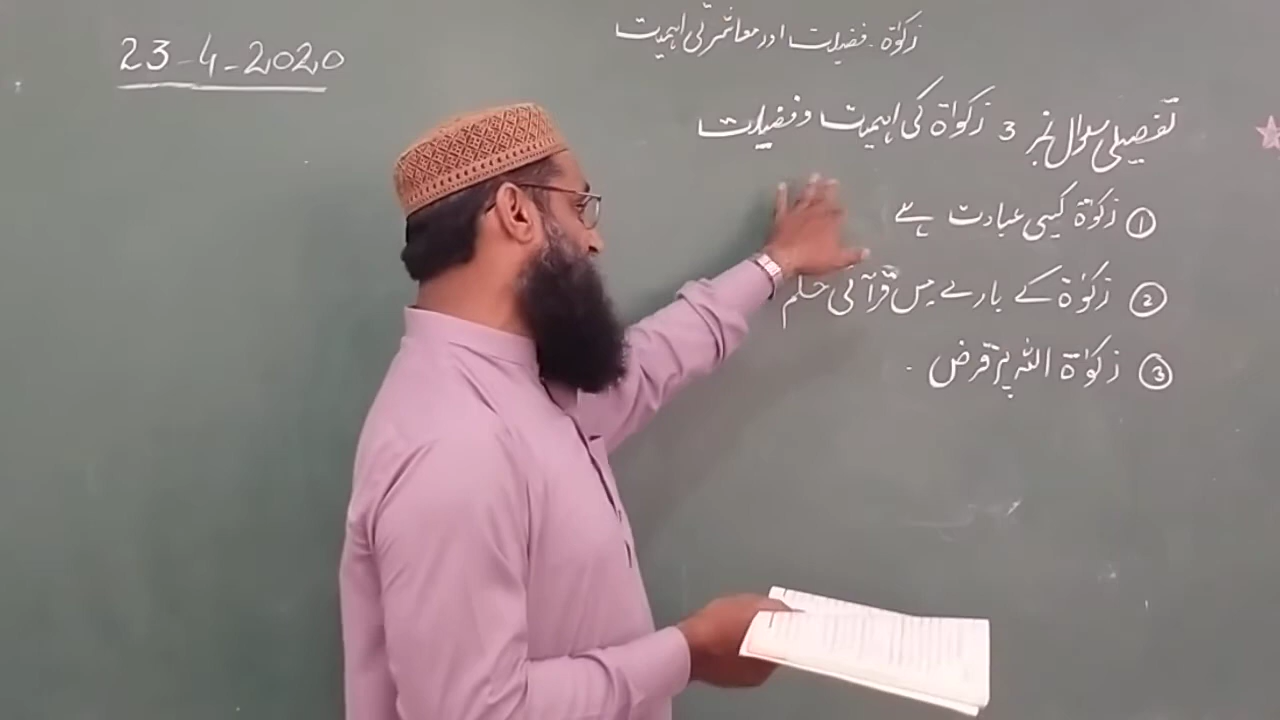 23-4-2020
زکوٰۃ۔ فضیلت اور معاشرتی اہمیت
تفصیلی سوال نمبر 3 زکوٰۃ کی اہمیت و فضیلت
① زکوٰۃ کیسی عبادت ہے
② زکوٰۃ کے بارے میں قرآنی حکم
③ زکوٰۃ اللہ پر قرض .